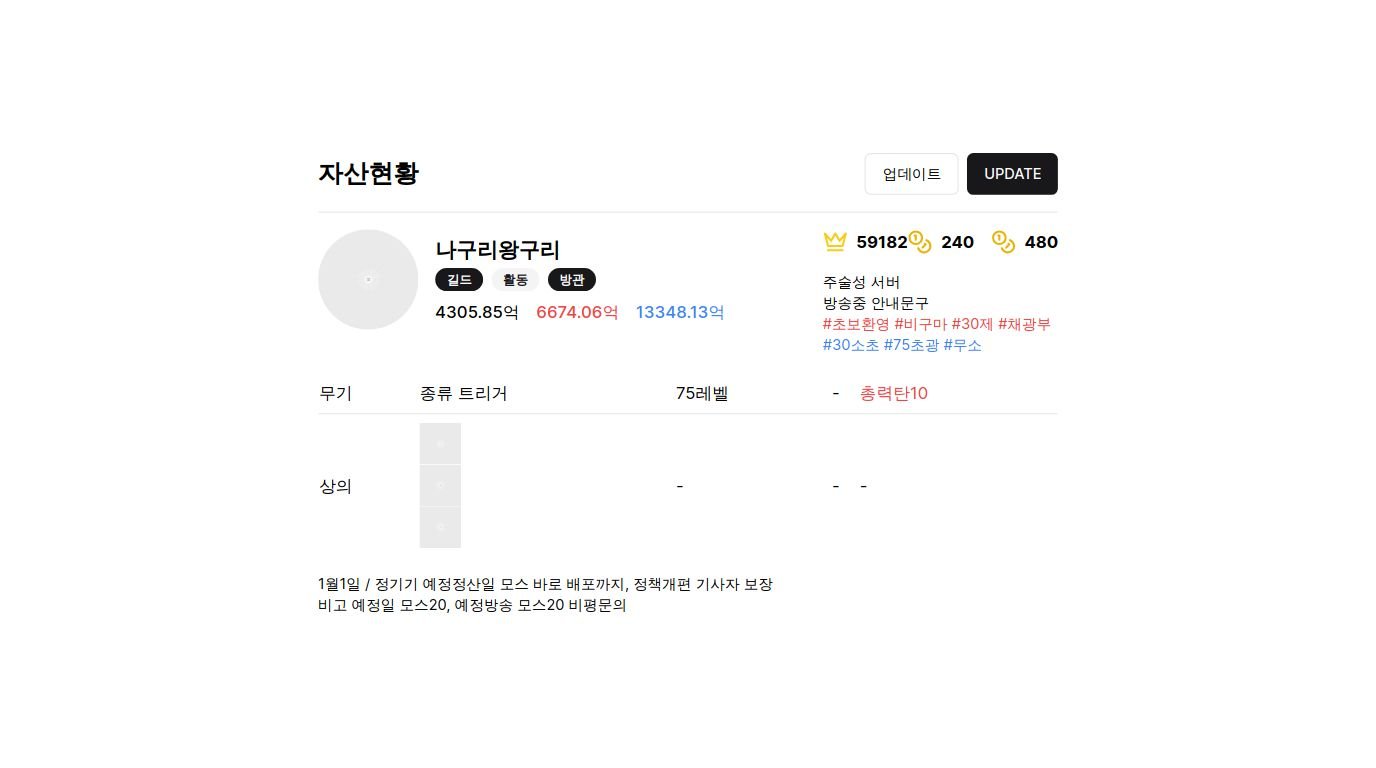 자산현황
업데이트 UPDATE
나구리왕구리
길드 활동 방관
4305.85억 6674.06억 13348.13억
59182 240 480
주술성 서버
방송중 안내문구
#초보환영 #비구마 #30제 #채광부
#30소초 #75초광 #무소
무기 종류 트리거 75레벨 - 총력탄10
상의 - - -
1월1일 / 정기기 예정정산일 모스 바로 배포까지, 정책개편 기사자 보장
비고 예정일 모스20, 예정방송 모스20 비평문의